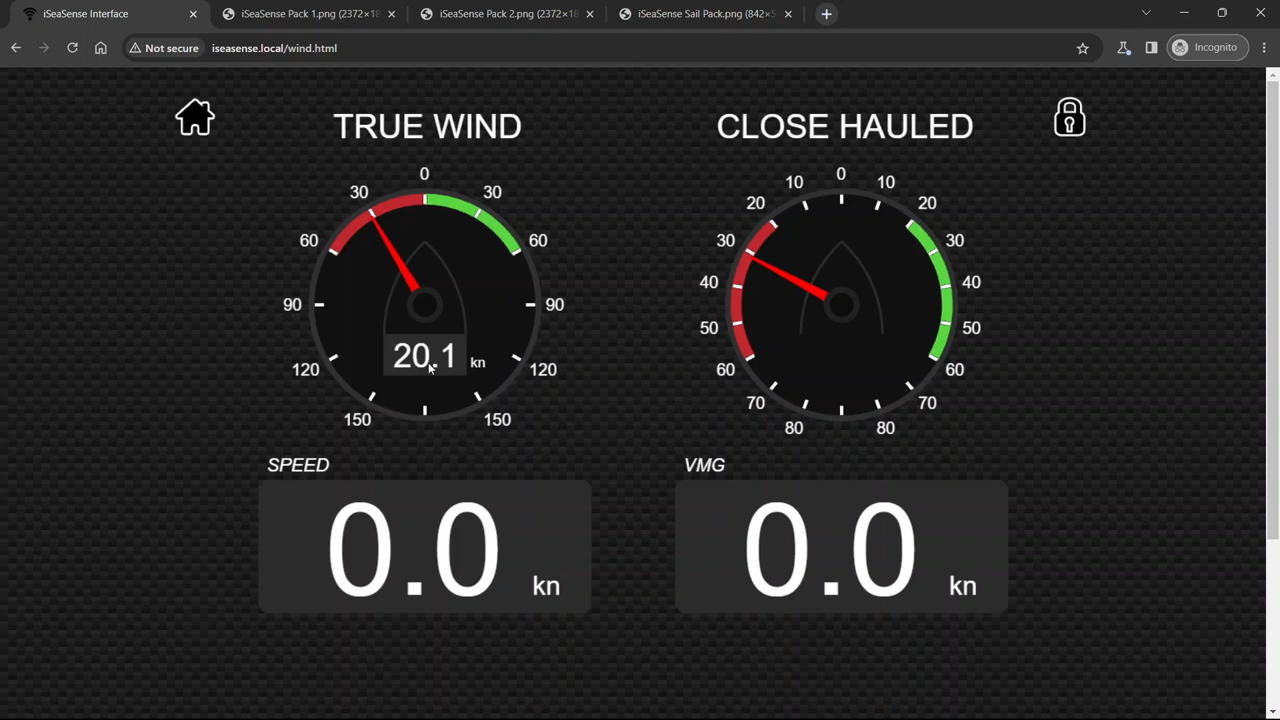 iSeaSense Interface
iSeaSense Pack 1.png (2372×18
iSeaSense Pack 2.png (2372×18
iSeaSense Sail Pack.png (842×5
Not secure
iseasense.local/wind.html
Incognito
TRUE WIND
0
30 30
60 60
90 90
120 120
150 150
20.1 kn
CLOSE HAULED
0
10 10
20 20
30 30
40 40
50 50
60 60
70 70
80 80
SPEED
0.0 kn
VMG
0.0 kn